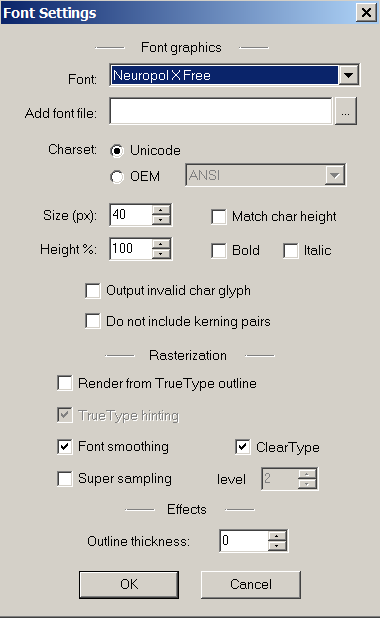 Font Settings
Font graphics
Font: Neuropol X Free
Add font file: ...
Charset: Unicode
OEM ANSI
Size (px): 40 Match char height
Height %: 100 Bold Italic
Output invalid char glyph
Do not include kerning pairs
Rasterization
Render from TrueType outline
TrueType hinting
Font smoothing ClearType
Super sampling level 2
Effects
Outline thickness: 0
OK Cancel